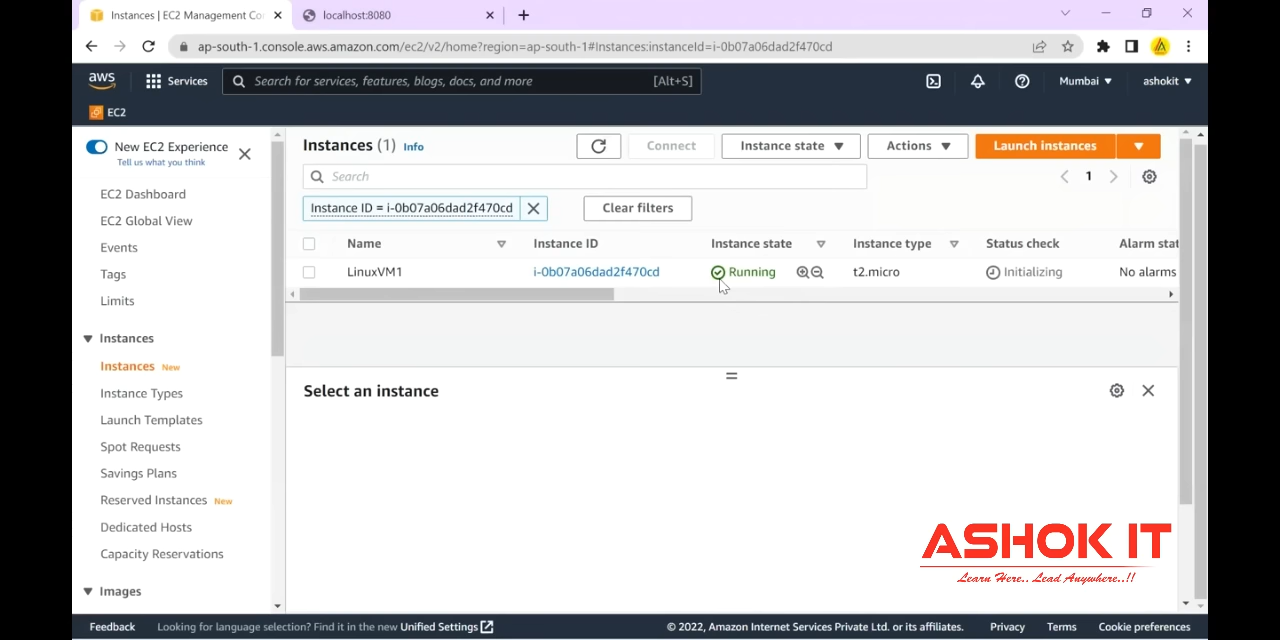 Instances | EC2 Management Co
localhost:8080
ap-south-1.console.aws.amazon.com/ec2/v2/home?region=ap-south-1#Instances:instanceId=i-0b07a06dad2f470cd
aws
Services
Search for services, features, blogs, docs, and more
[Alt+S]
Mumbai
ashokit
EC2
New EC2 Experience
Tell us what you think
EC2 Dashboard
EC2 Global View
Events
Tags
Limits
Instances
Instances New
Instance Types
Launch Templates
Spot Requests
Savings Plans
Reserved Instances New
Dedicated Hosts
Capacity Reservations
Images
Instances (1) Info
Connect
Instance state
Actions
Launch instances
Search
1
Instance ID = i-0b07a06dad2f470cd
Clear filters
Name Instance ID Instance state Instance type Status check Alarm stat
LinuxVM1 i-0b07a06dad2f470cd Running t2.micro Initializing No alarms
Select an instance
ASHOK IT
Learn Here.. Lead Anywhere..!!
Feedback
Looking for language selection? Find it in the new Unified Settings
© 2022, Amazon Internet Services Private Ltd. or its affiliates.
Privacy
Terms
Cookie preferences